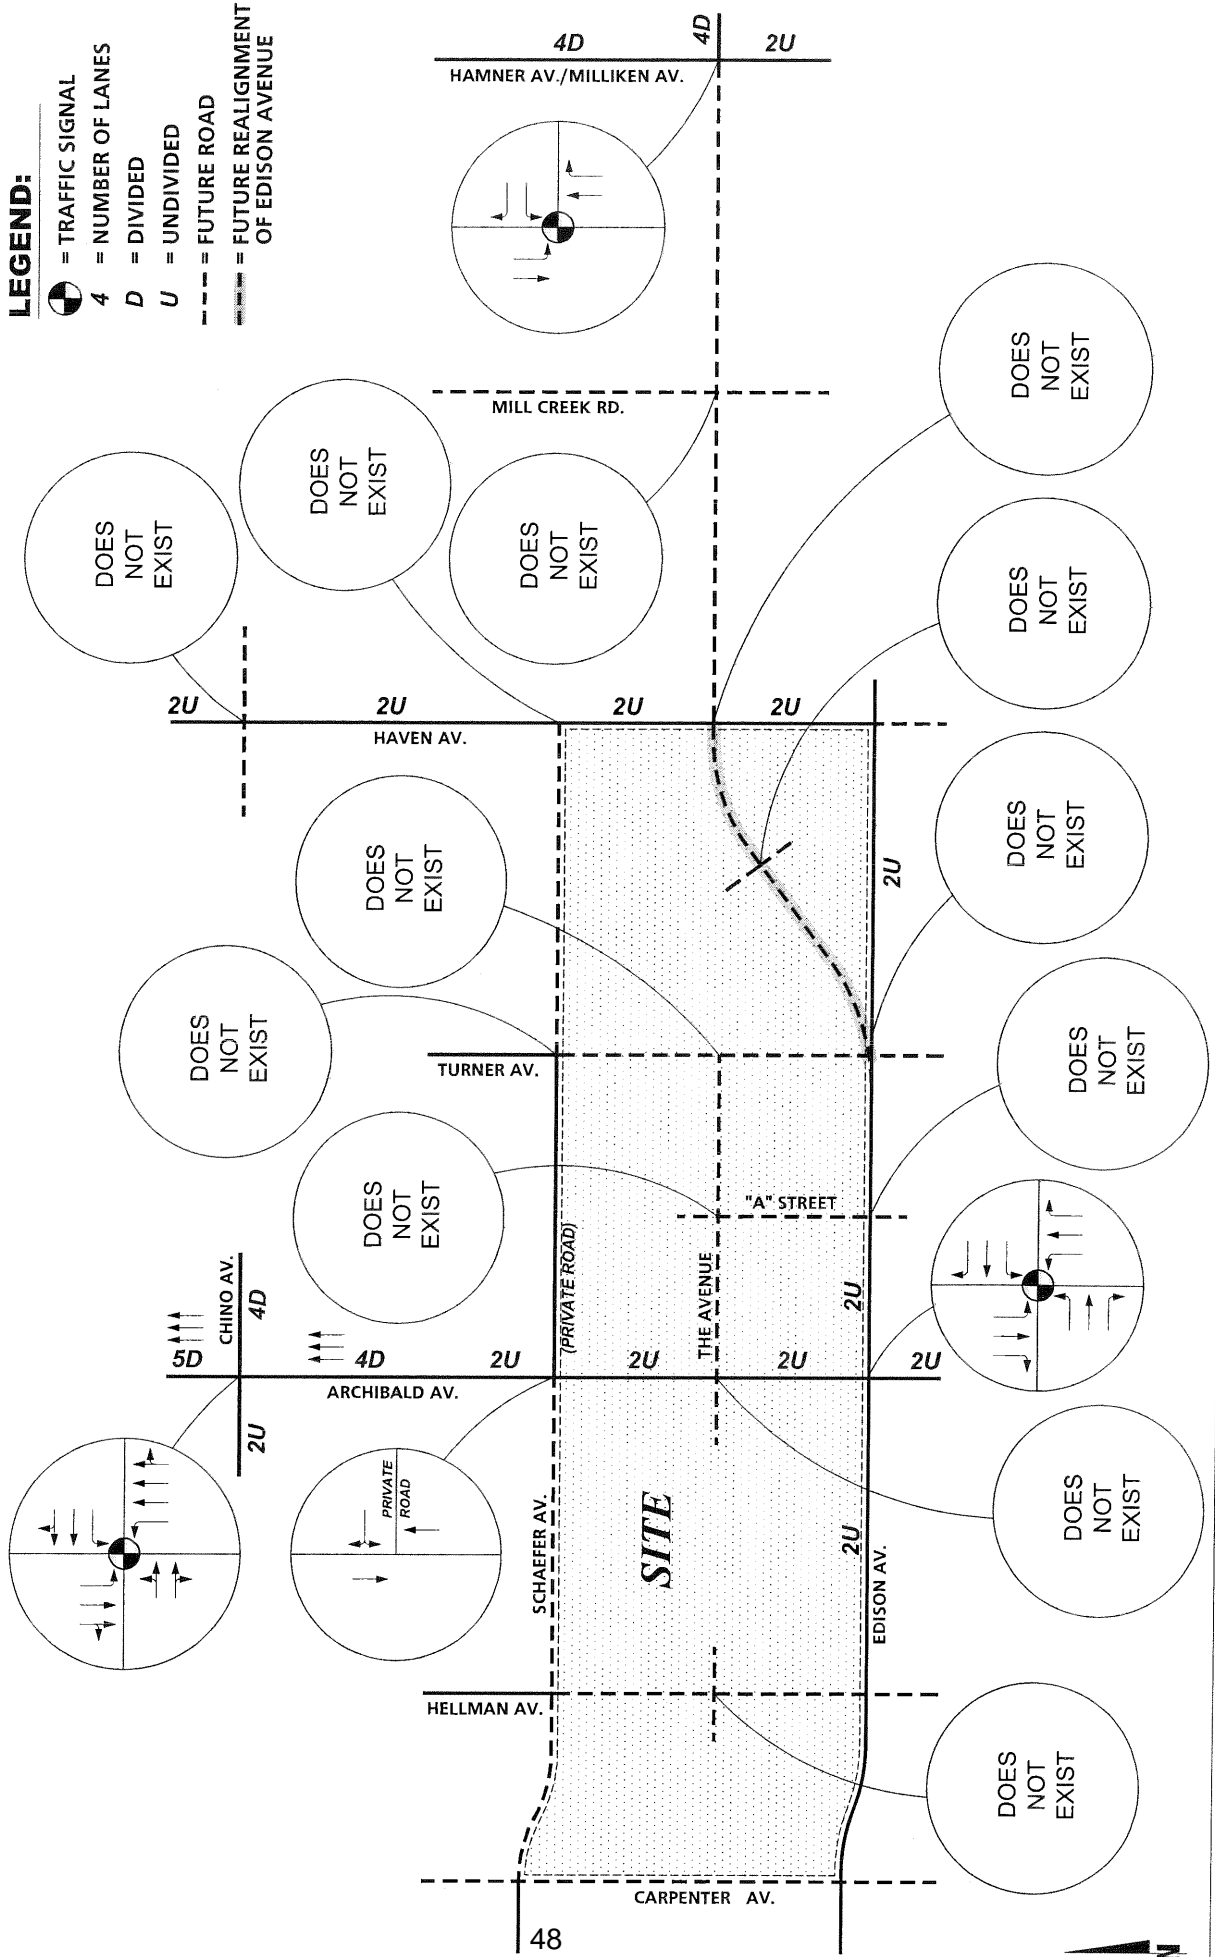 LEGEND:
= TRAFFIC SIGNAL
4 = NUMBER OF LANES
D = DIVIDED
U = UNDIVIDED
= FUTURE ROAD
= FUTURE REALIGNMENT
OF EDISON AVENUE
4D
4D
2U
HAMNER AV./MILLIKEN AV.
MILL CREEK RD.
DOES
NOT
EXIST
DOES
NOT
EXIST
DOES
NOT
EXIST
DOES
NOT
EXIST
DOES
NOT
EXIST
2U
2U
2U
2U
HAVEN AV.
DOES
NOT
EXIST
DOES
NOT
EXIST
2U
DOES
NOT
EXIST
TURNER AV.
DOES
NOT
EXIST
DOES
NOT
EXIST
"A" STREET
CHINO AV.
4D
(PRIVATE ROAD)
THE AVENUE
2U
5D
4D
2U
2U
2U
2U
ARCHIBALD AV.
2U
PRIVATE
ROAD
SCHAEFER AV.
SITE
2U
EDISON AV.
DOES
NOT
EXIST
HELLMAN AV.
DOES
NOT
EXIST
CARPENTER AV.
48
N